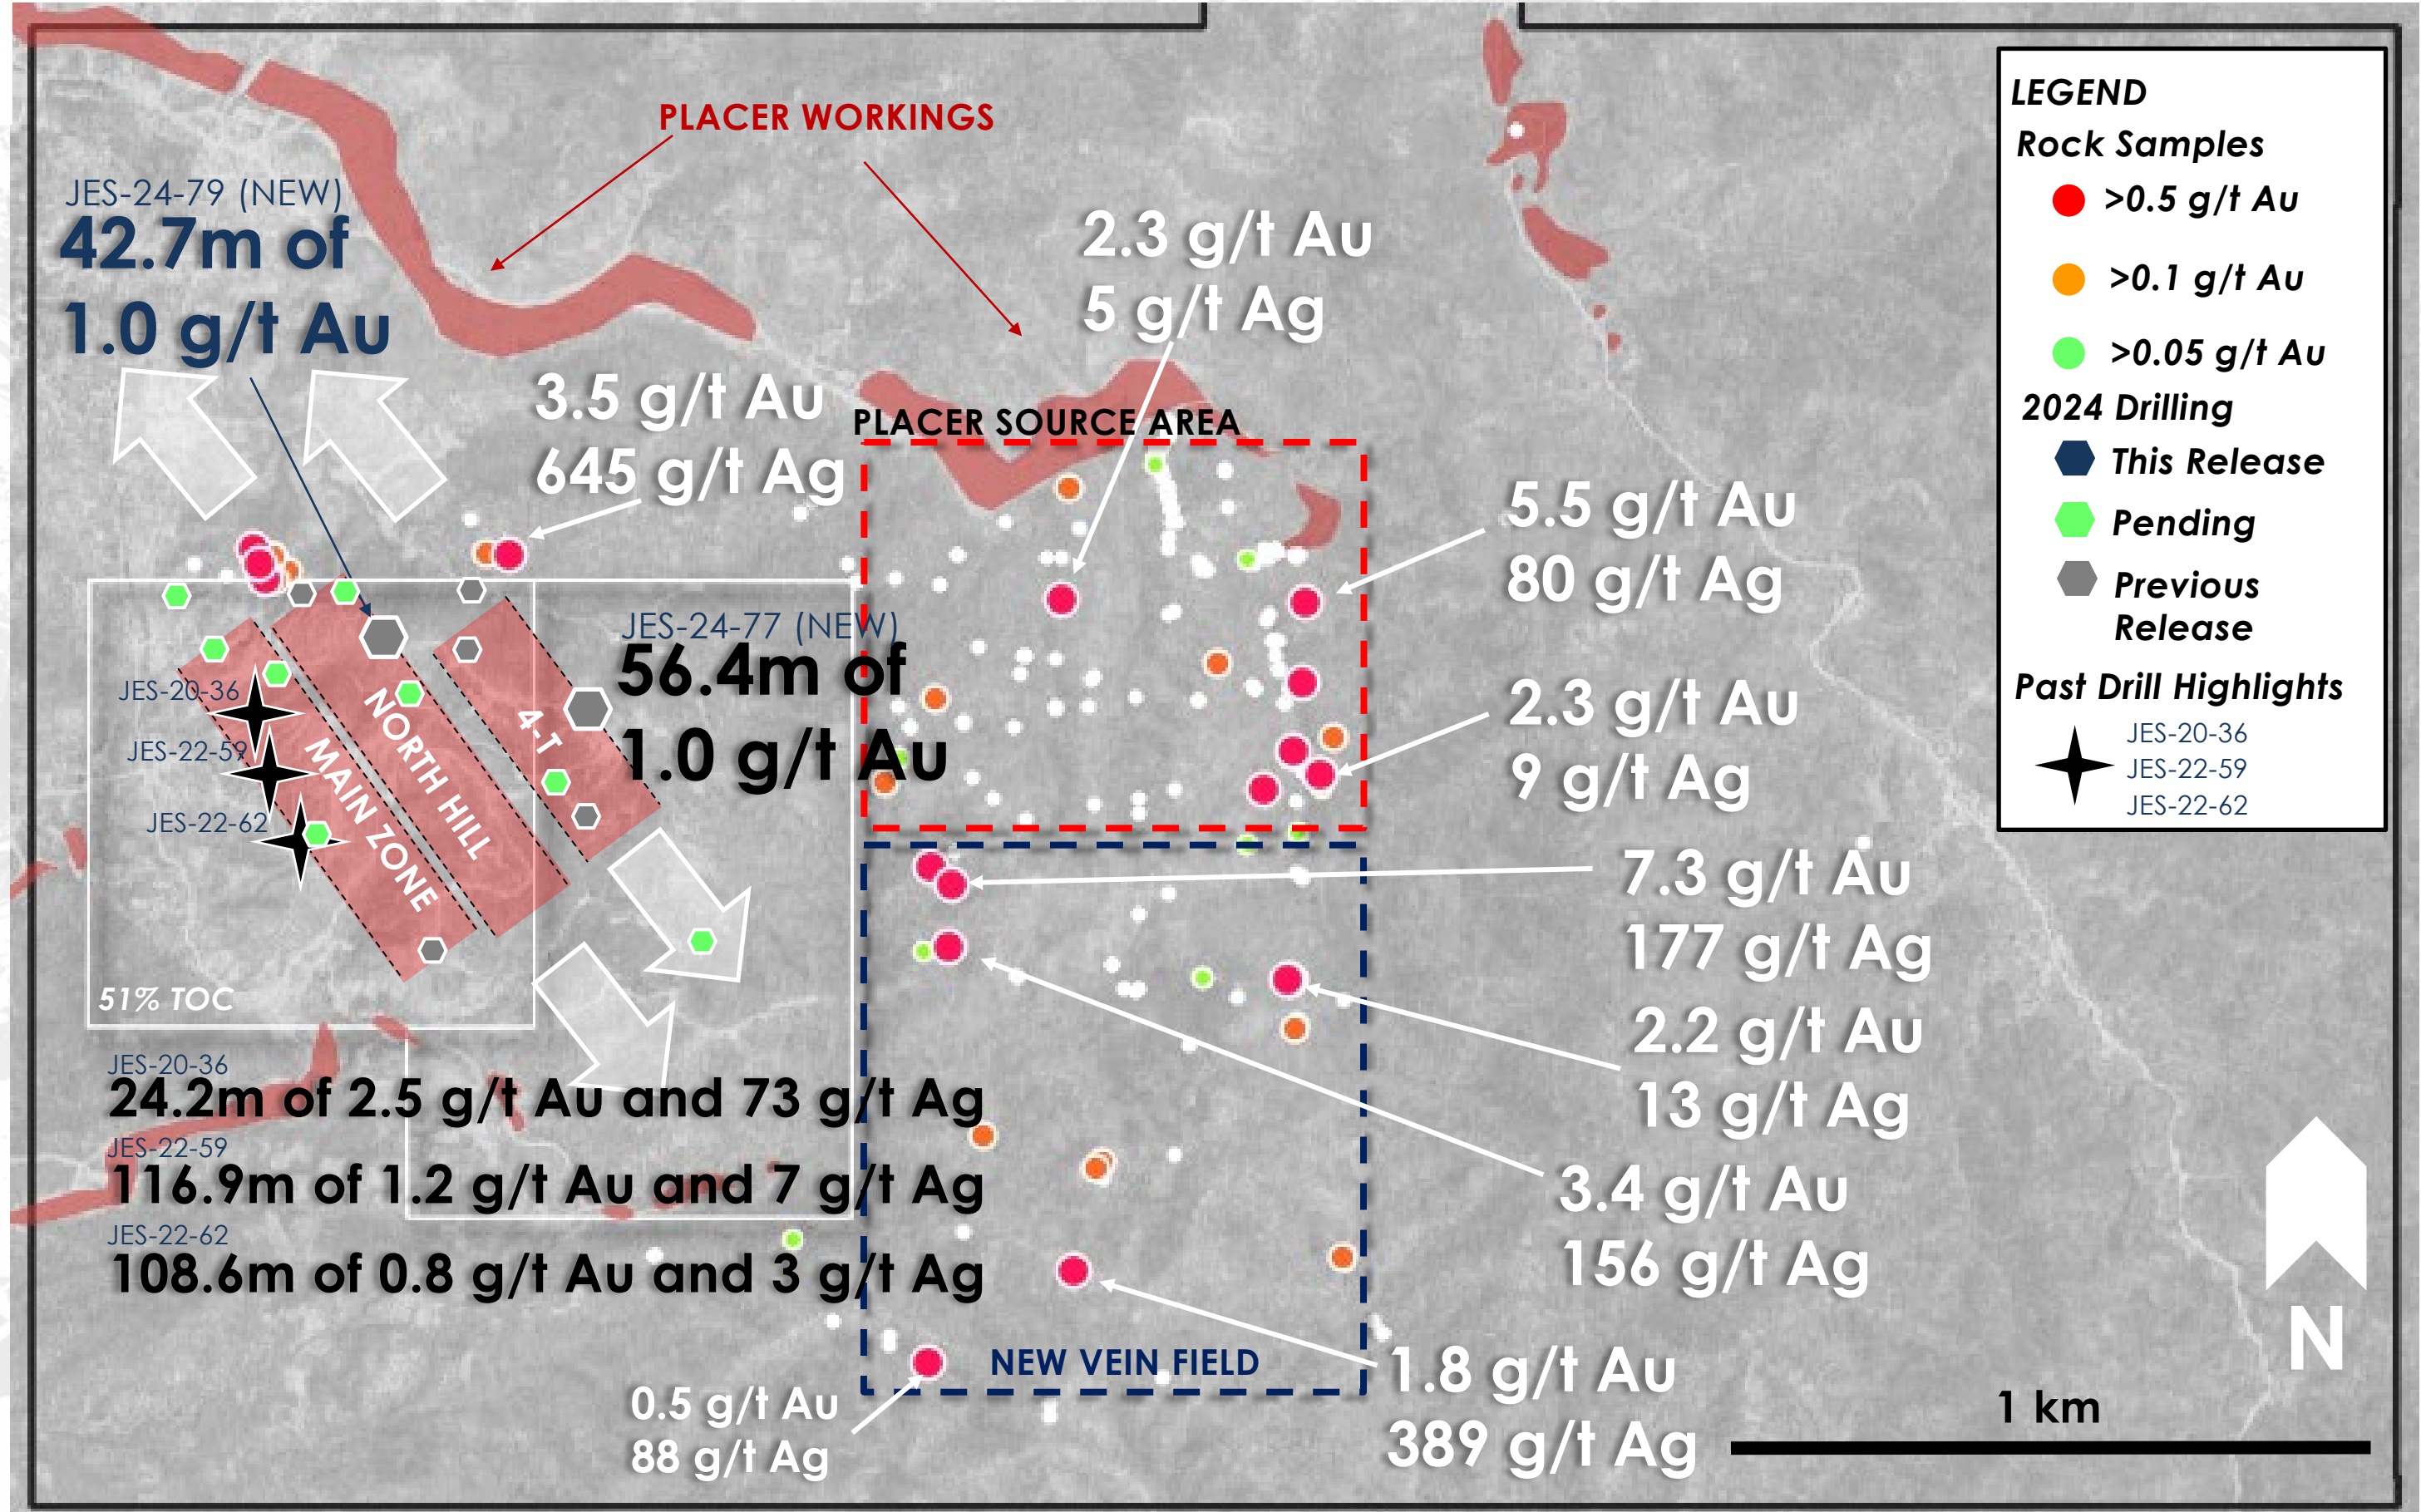 PLACER WORKINGS
JES-24-79 (NEW)
42.7m of
1.0 g/t Au
2.3 g/t Au
5 g/t Ag
3.5 g/t Au
645 g/t Ag
PLACER SOURCE AREA
5.5 g/t Au
80 g/t Ag
JES-24-77 (NEW)
56.4m of
1.0 g/t Au
JES-20-36
JES-22-59
JES-22-62
MAIN ZONE
NORTH HILL
4-T
2.3 g/t Au
9 g/t Ag
7.3 g/t Au
177 g/t Ag
2.2 g/t Au
13 g/t Ag
3.4 g/t Au
156 g/t Ag
51% TOC
JES-20-36
24.2m of 2.5 g/t Au and 73 g/t Ag
JES-22-59
116.9m of 1.2 g/t Au and 7 g/t Ag
JES-22-62
108.6m of 0.8 g/t Au and 3 g/t Ag
NEW VEIN FIELD
0.5 g/t Au
88 g/t Ag
1.8 g/t Au
389 g/t Ag
LEGEND
Rock Samples
>0.5 g/t Au
>0.1 g/t Au
>0.05 g/t Au
2024 Drilling
This Release
Pending
Previous
Release
Past Drill Highlights
JES-20-36
JES-22-59
JES-22-62
N
1 km